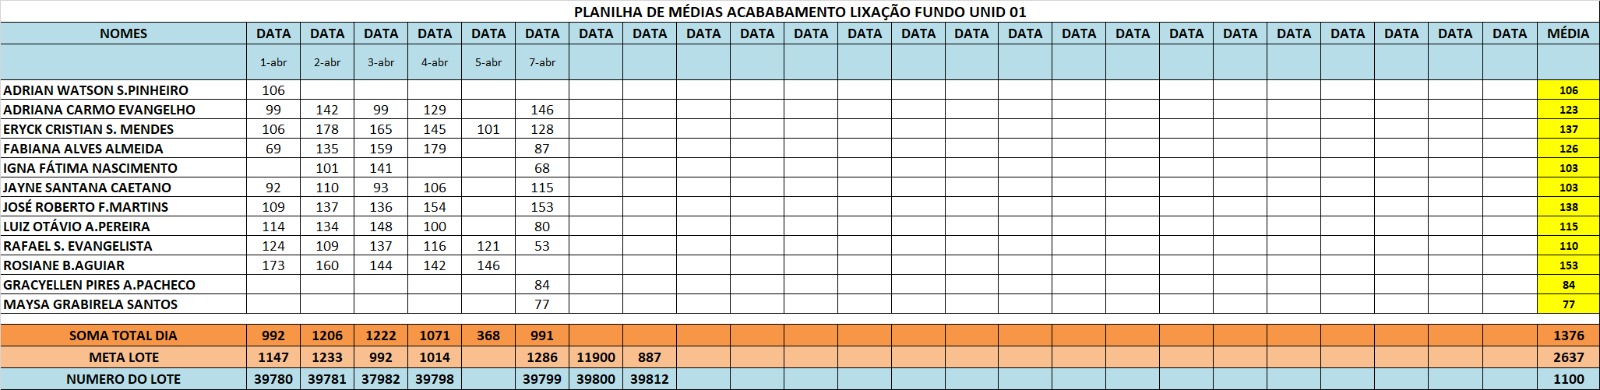 PLANILHA DE MÉDIAS ACABABAMENTO LIXAÇÃO FUNDO UNID 01
NOMES DATA DATA DATA DATA DATA DATA DATA DATA DATA DATA DATA DATA DATA DATA DATA DATA DATA DATA DATA DATA DATA DATA DATA DATA MÉDIA
1-abr 2-abr 3-abr 4-abr 5-abr 7-abr
ADRIAN WATSON S.PINHEIRO 106 106
ADRIANA CARMO EVANGELHO 99 142 99 129 146 123
ERYCK CRISTIAN S. MENDES 106 178 165 145 101 128 137
FABIANA ALVES ALMEIDA 69 135 159 179 87 126
IGNA FÁTIMA NASCIMENTO 101 141 68 103
JAYNE SANTANA CAETANO 92 110 93 106 115 103
JOSÉ ROBERTO F.MARTINS 109 137 136 154 153 138
LUIZ OTÁVIO A.PEREIRA 114 134 148 100 80 115
RAFAEL S. EVANGELISTA 124 109 137 116 121 53 110
ROSIANE B.AGUIAR 173 160 144 142 146 153
GRACYELLEN PIRES A.PACHECO 84 84
MAYSA GRABIRELA SANTOS 77 77
SOMA TOTAL DIA 992 1206 1222 1071 368 991 1376
META LOTE 1147 1233 992 1014 1286 11900 887 2637
NUMERO DO LOTE 39780 39781 37982 39798 39799 39800 39812 1100